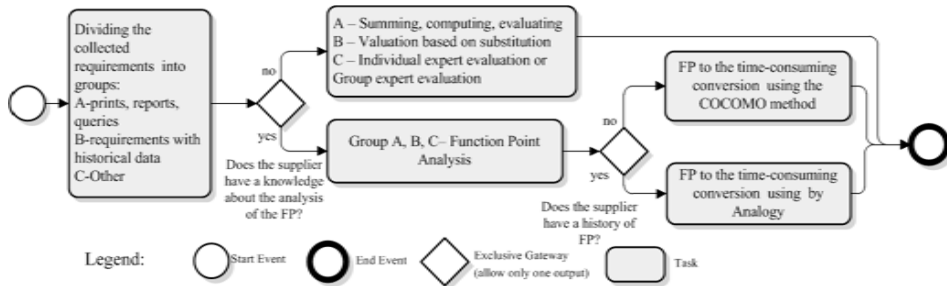 Dividing the
collected
requirements into
groups:
A-prints, reports,
queries
B-requirements with
historical data
C-Other
no
yes
Does the supplier
have a knowledge
about the analysis
of the FP?
A – Summing, computing, evaluating
B – Valuation based on substitution
C – Individual expert evaluation or
Group expert evaluation
Group A, B, C– Function Point
Analysis
no
yes
Does the supplier
have a history of
FP?
FP to the time-consuming
conversion using the
COCOMO method
FP to the time-consuming
conversion using by
Analogy
Legend:
Start Event
End Event
Exclusive Gateway
(allow only one output)
Task